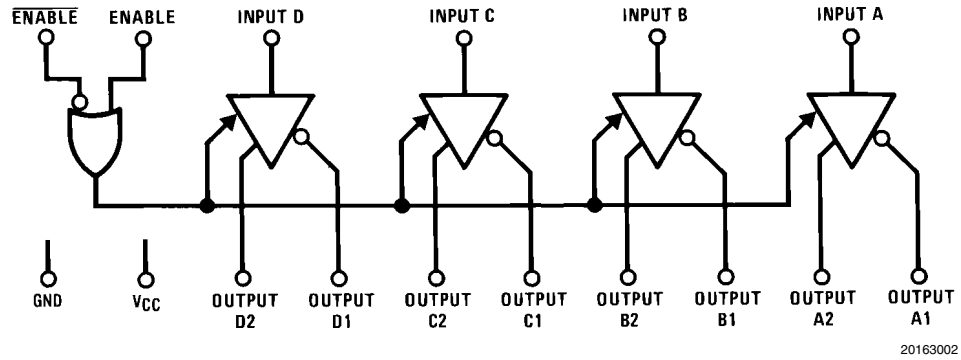 ENABLE ENABLE INPUT D INPUT C INPUT B INPUT A
GND VCC OUTPUT D2 OUTPUT D1 OUTPUT C2 OUTPUT C1 OUTPUT B2 OUTPUT B1 OUTPUT A2 OUTPUT A1
20163002